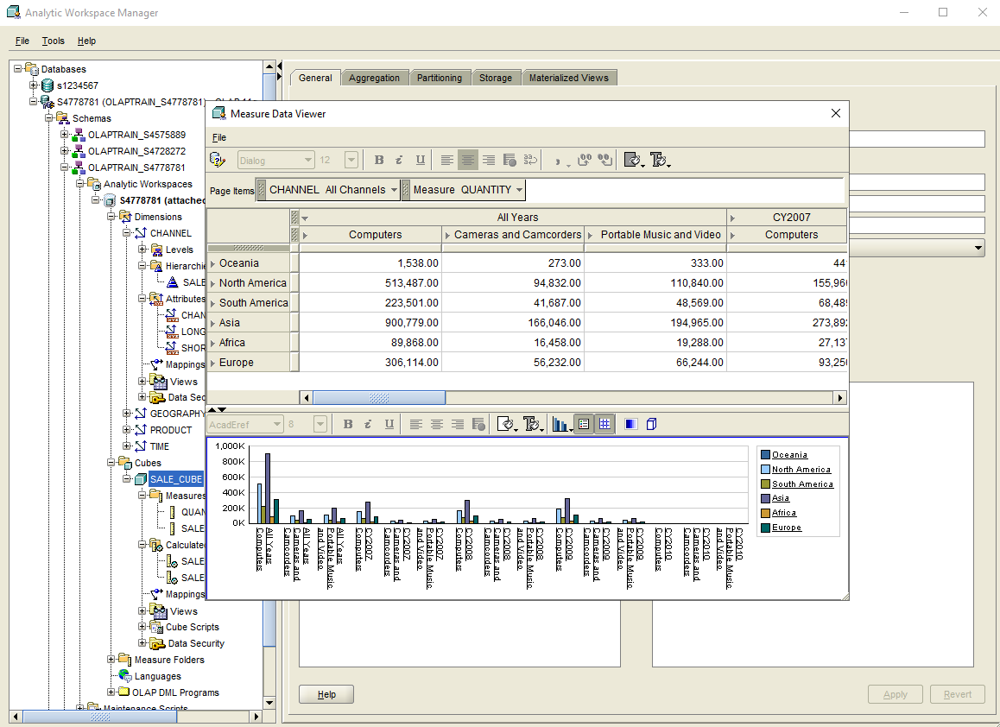 Analytic Workspace Manager
File Tools Help
Databases
s1234567
S4778781 (OLAPTRAIN_S4778781)
Schemas
OLAPTRAIN_S4575889
OLAPTRAIN_S4728272
OLAPTRAIN_S4778781
Analytic Workspaces
S4778781 (attached
Dimensions
CHANNEL
Levels
Hierarchie
SALE
Attributes
CHAN
LONG
SHOR
Mappings
Views
Data Sec
GEOGRAPHY
PRODUCT
TIME
Cubes
SALE_CUBE
Measures
QUAN
SALE
Calculate
SALE
SALE
Mappings
Views
Cube Scripts
Data Security
Measure Folders
Languages
OLAP DML Programs
Maintenance Scripts
General Aggregation Partitioning Storage Materialized Views
Measure Data Viewer
File
Dialog 12 B i U
Page Items CHANNEL All Channels Measure QUANTITY
All Years CY2007
Computers Cameras and Camcorders Portable Music and Video Computers
Oceania 1,538.00 273.00 333.00 44
North America 513,487.00 94,832.00 110,840.00 155,96
South America 223,501.00 41,687.00 48,569.00 68,48
Asia 900,779.00 166,046.00 194,965.00 273,89
Africa 89,868.00 16,458.00 19,288.00 27,13
Europe 306,114.00 56,232.00 66,244.00 93,25
AcadEref 8 B i U
1,000K
800K
600K
400K
200K
0K
All Years Computers
All Years Cameras and Camcorders
All Years Portable Music and Video
CY2007 Computers
CY2007 Cameras and Camcorders
CY2007 Portable Music and Video
CY2008 Computers
CY2008 Cameras and Camcorders
CY2008 Portable Music and Video
CY2009 Computers
CY2009 Cameras and Camcorders
CY2009 Portable Music and Video
CY2010 Computers
CY2010 Cameras and Camcorders
CY2010 Portable Music and Video
Oceania
North America
South America
Asia
Africa
Europe
Help Apply Revert